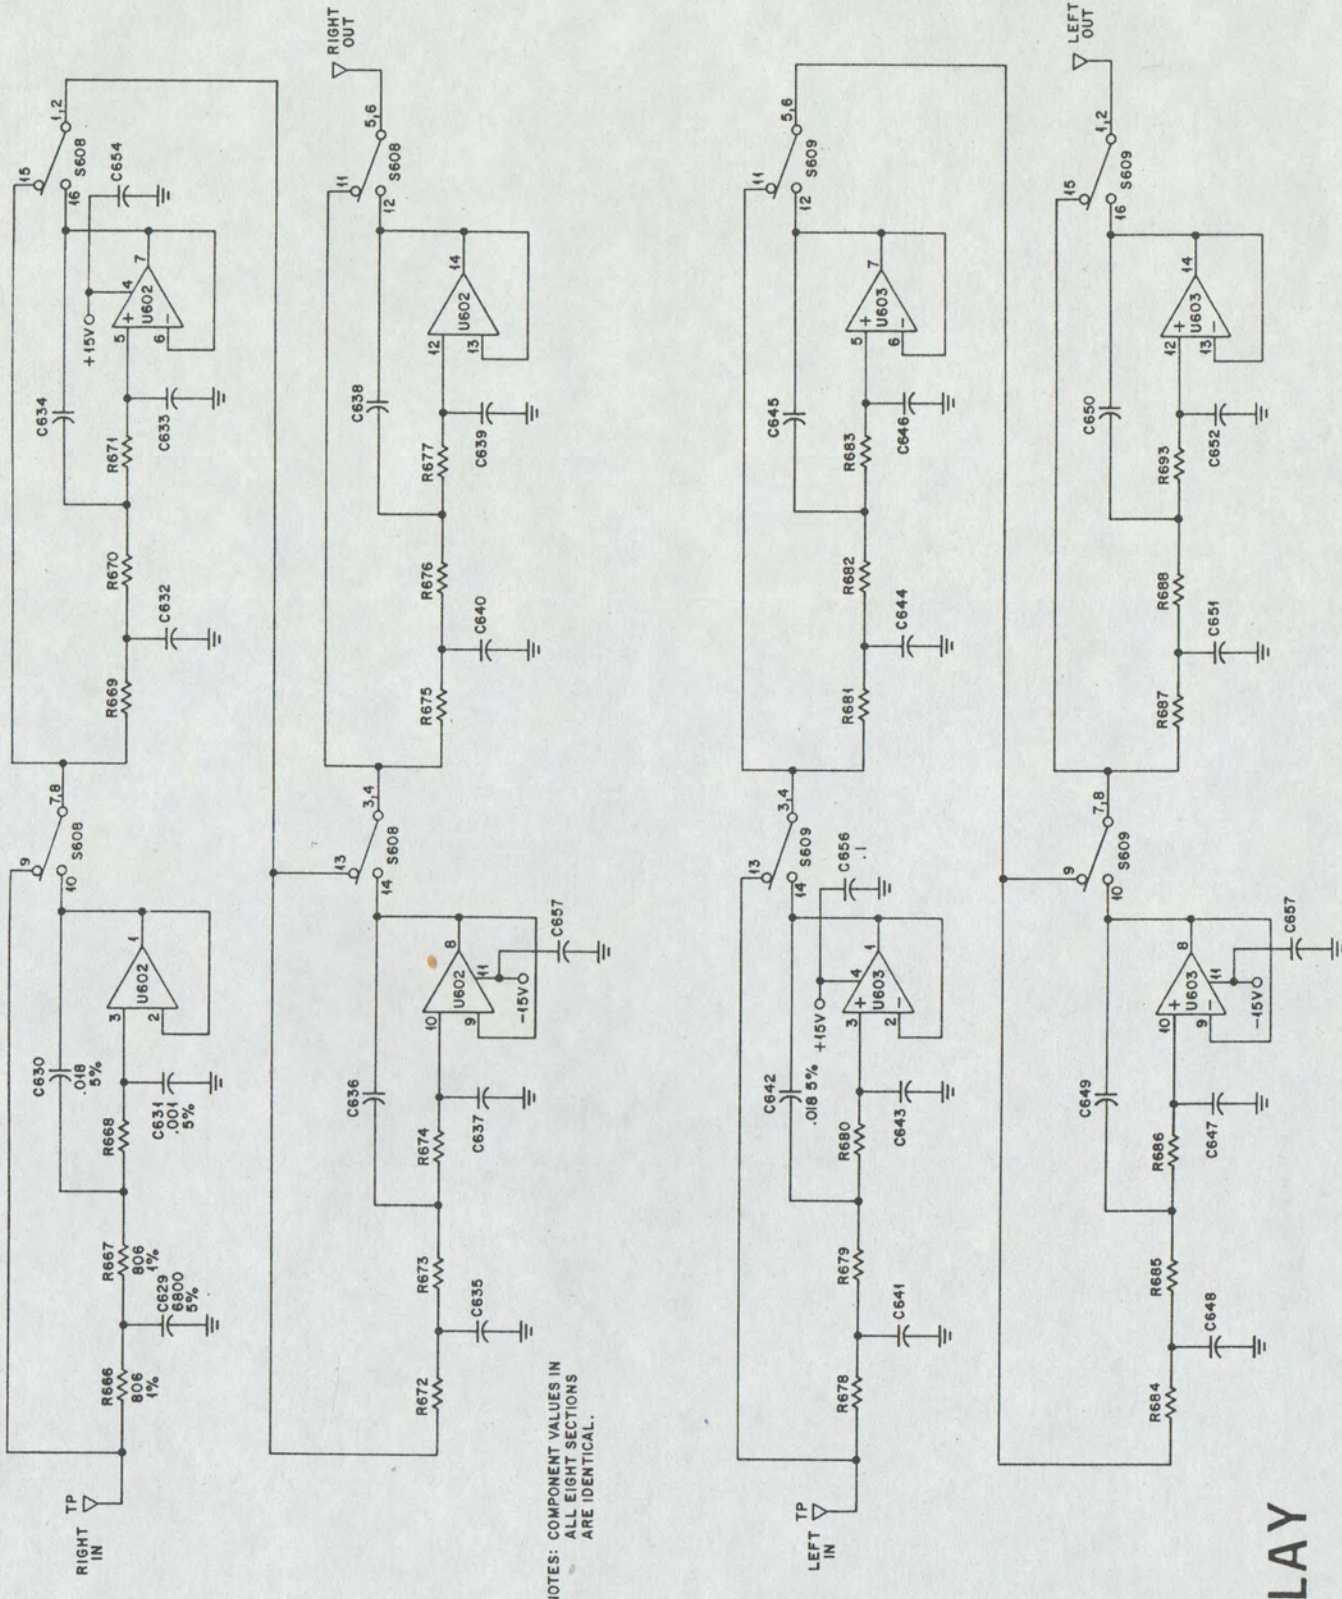 RIGHT
IN
TP
R666
806
1%
C629
6800
5%
R667
806
1%
R668
C631
.001
5%
C630
.018
5%
3
2
U602
1
10
9
S608
7,8
R669
C632
R670
R671
C633
C634
+15V
5
6
+
−
U602
4
7
C654
16
15
S608
1,2
R672
C635
R673
R674
C637
C636
10
9
U602
8
11
-15V
C657
14
13
S608
3,4
R675
C640
R676
R677
C639
C638
12
13
U602
14
12
11
S608
5,6
RIGHT
OUT
NOTES: COMPONENT VALUES IN
ALL EIGHT SECTIONS
ARE IDENTICAL.
LEFT
IN
TP
R678
C641
R679
R680
C643
C642
.018 5%
+15V
3
2
+
−
U603
4
1
C656
.1
14
13
S609
3,4
R681
C644
R682
R683
C646
C645
5
6
+
−
U603
7
12
11
S609
5,6
R684
C648
R685
R686
C647
C649
10
9
+
−
U603
8
11
-15V
C657
10
9
S609
7,8
R687
C651
R688
R693
C652
C650
12
13
+
−
U603
14
16
15
S609
1,2
LEFT
OUT
LAY